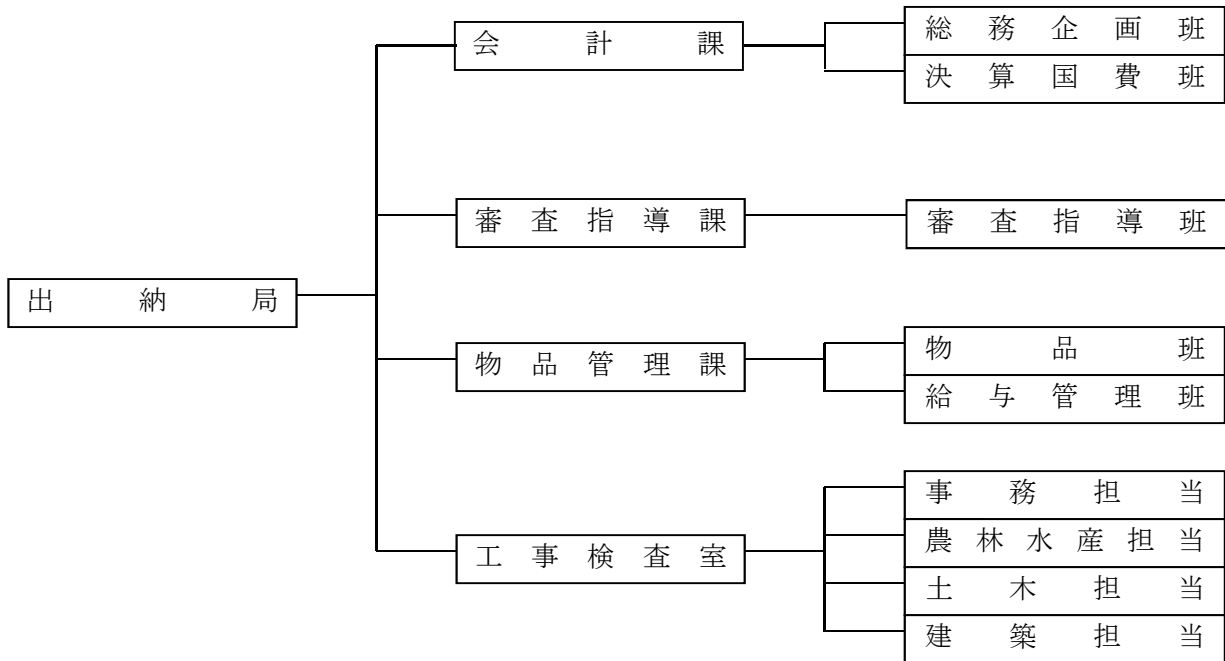 会計課
総務企画班
決算国費班
審査指導課
審査指導班
出納局
物品管理課
物品班
給与管理班
工事検査室
事務担当
農林水産担当
土木担当
建築担当